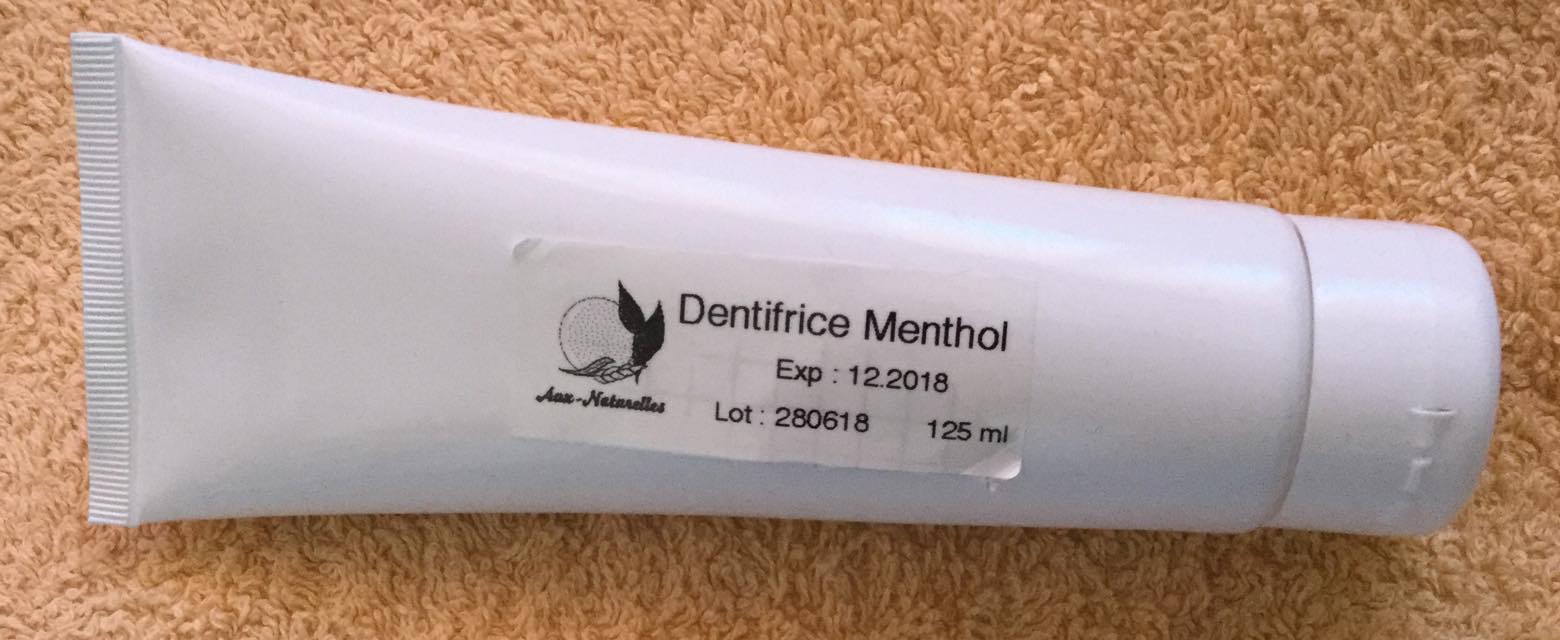 Dentifrice Menthol
Exp : 12.2018
Lot : 280618 125 ml
Aux-Naturelles